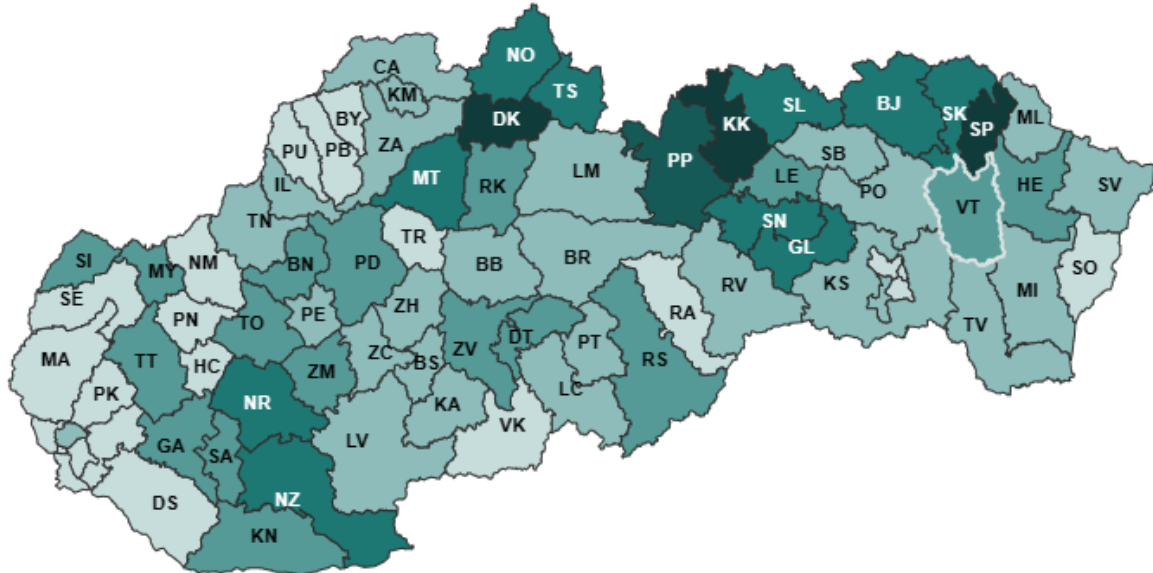 NO
CA
TS
KM
SL
BJ
SK
ML
DK
BY
KK
SP
PU
PB
ZA
SB
PP
LM
MT
RK
LE
HE
SV
IL
PO
VT
TN
TR
SN
GL
SI
MY
NM
BN
PD
BB
BR
SO
SE
RV
KS
MI
RA
PN
TO
PE
ZH
TV
MA
TT
HC
ZM
ZC
BS
ZV
DT
PT
RS
PK
NR
LC
KA
VK
GA
SA
LV
DS
NZ
KN